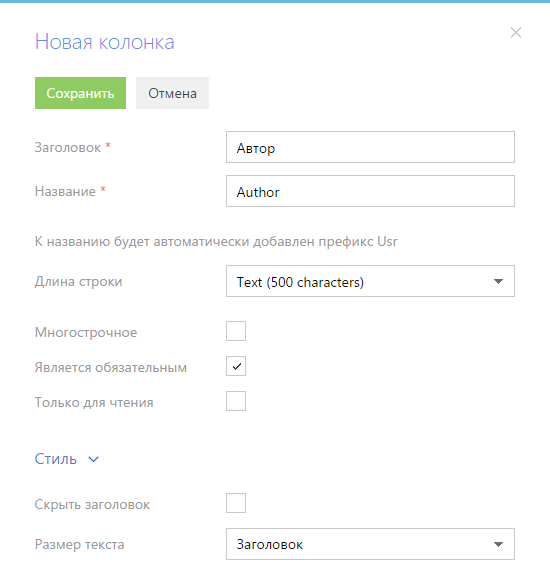 Новая колонка
Сохранить Отмена
Заголовок * Автор
Название * Author
К названию будет автоматически добавлен префикс Usr
Длина строки Text (500 characters)
Многострочное
Является обязательным
Только для чтения
Стиль
Скрыть заголовок
Размер текста Заголовок